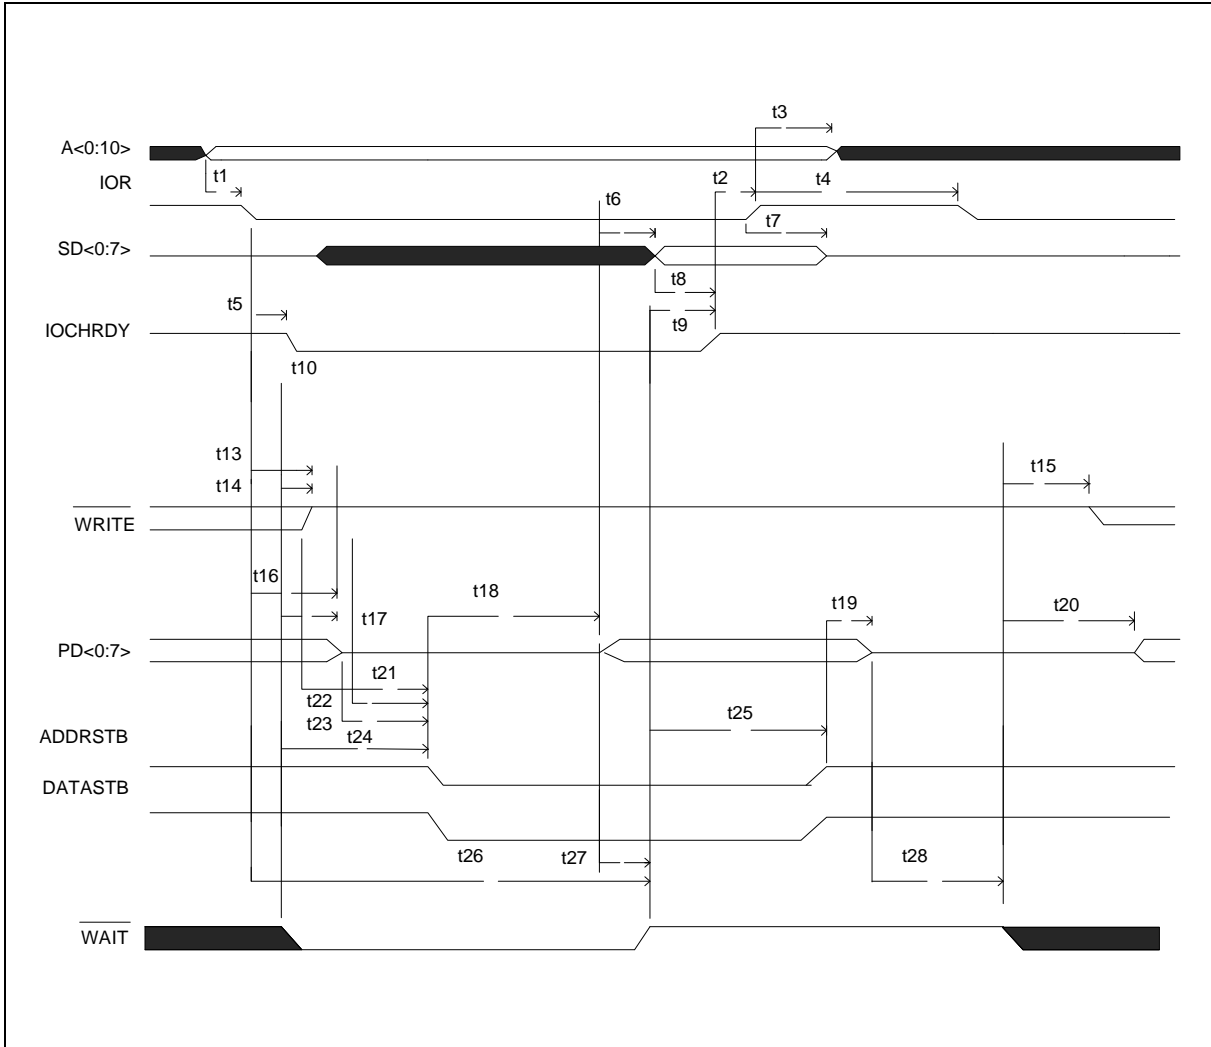 t3
A<0:10>
t1
t2
t4
IOR
t6
t7
SD<0:7>
t8
t5
t9
IOCHRDY
t10
t13
t15
t14
WRITE
t16
t18
t19
t20
t17
PD<0:7>
t21
t22
t23
t25
t24
ADDRSTB
DATASTB
t26
t27
t28
WAIT